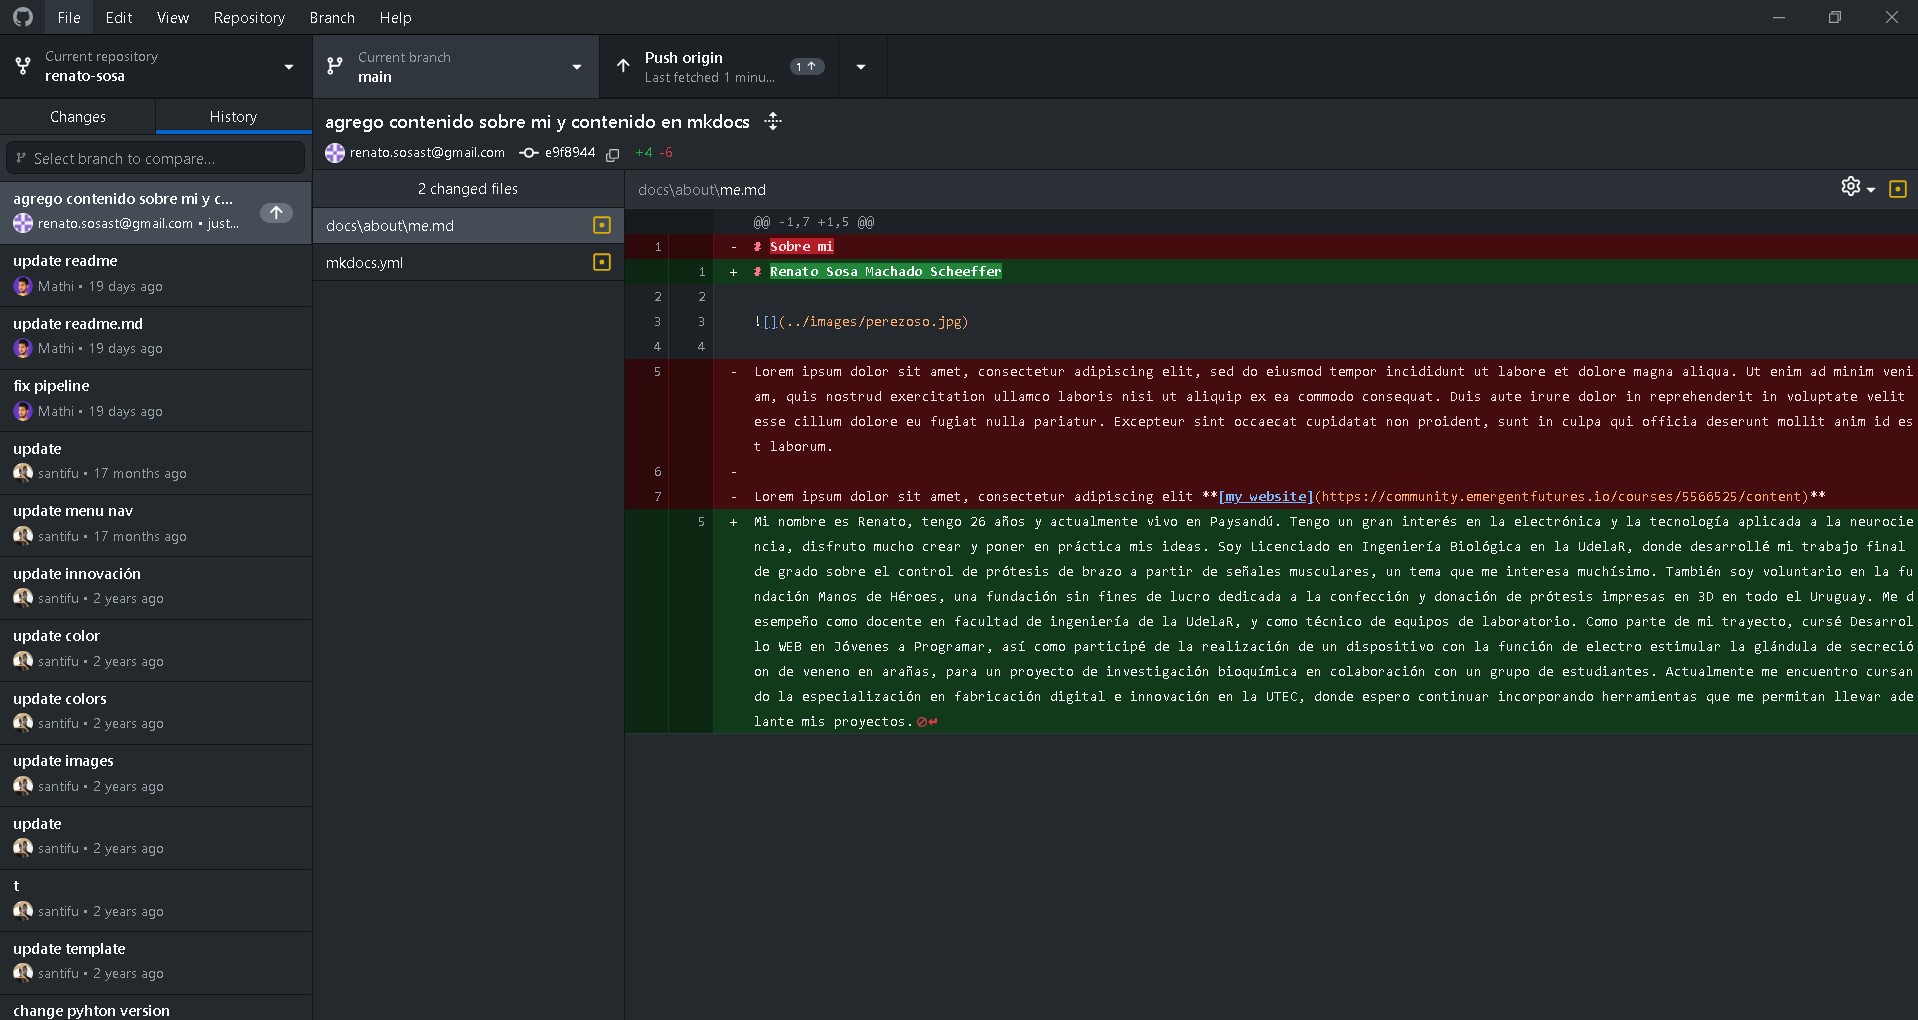 File Edit View Repository Branch Help
Current repository
renato-sosa
Current branch
main
Push origin
Last fetched 1 minu...
1
Changes
History
Select branch to compare...
agrego contenido sobre mi y c...
renato.sosast@gmail.com • just...
update readme
Mathi • 19 days ago
update readme.md
Mathi • 19 days ago
fix pipeline
Mathi • 19 days ago
update
santifu • 17 months ago
update menu nav
santifu • 17 months ago
update innovación
santifu • 2 years ago
update color
santifu • 2 years ago
update colors
santifu • 2 years ago
update images
santifu • 2 years ago
update
santifu • 2 years ago
t
santifu • 2 years ago
update template
santifu • 2 years ago
change pyhton version
agrego contenido sobre mi y contenido en mkdocs
renato.sosast@gmail.com e9f8944 +4 -6
2 changed files
docs\about\me.md
mkdocs.yml
docs\about\me.md
@@ -1,7 +1,5 @@
1 - # Sobre mi
1 + # Renato Sosa Machado Scheeffer
2 2
3 3 ![](../images/perezoso.jpg)
4 4
5 - Lorem ipsum dolor sit amet, consectetur adipiscing elit, sed do eiusmod tempor incididunt ut labore et dolore magna aliqua. Ut enim ad minim veni
am, quis nostrud exercitation ullamco laboris nisi ut aliquip ex ea commodo consequat. Duis aute irure dolor in reprehenderit in voluptate velit
esse cillum dolore eu fugiat nulla pariatur. Excepteur sint occaecat cupidatat non proident, sunt in culpa qui officia deserunt mollit anim id es
t laborum.
6 -
7 - Lorem ipsum dolor sit amet, consectetur adipiscing elit **[my website](https://community.emergentfutures.io/courses/5566525/content)**
5 + Mi nombre es Renato, tengo 26 años y actualmente vivo en Paysandú. Tengo un gran interés en la electrónica y la tecnología aplicada a la neurocie
ncia, disfruto mucho crear y poner en práctica mis ideas. Soy Licenciado en Ingeniería Biológica en la UdelaR, donde desarrollé mi trabajo final
de grado sobre el control de prótesis de brazo a partir de señales musculares, un tema que me interesa muchísimo. También soy voluntario en la fu
ndación Manos de Héroes, una fundación sin fines de lucro dedicada a la confección y donación de prótesis impresas en 3D en todo el Uruguay. Me d
esempeño como docente en facultad de ingeniería de la UdelaR, y como técnico de equipos de laboratorio. Como parte de mi trayecto, cursé Desarrol
lo WEB en Jóvenes a Programar, así como participé de la realización de un dispositivo con la función de electro estimular la glándula de secreció
on de veneno en arañas, para un proyecto de investigación bioquímica en colaboración con un grupo de estudiantes. Actualmente me encuentro cursan
do la especialización en fabricación digital e innovación en la UTEC, donde espero continuar incorporando herramientas que me permitan llevar ade
lante mis proyectos.